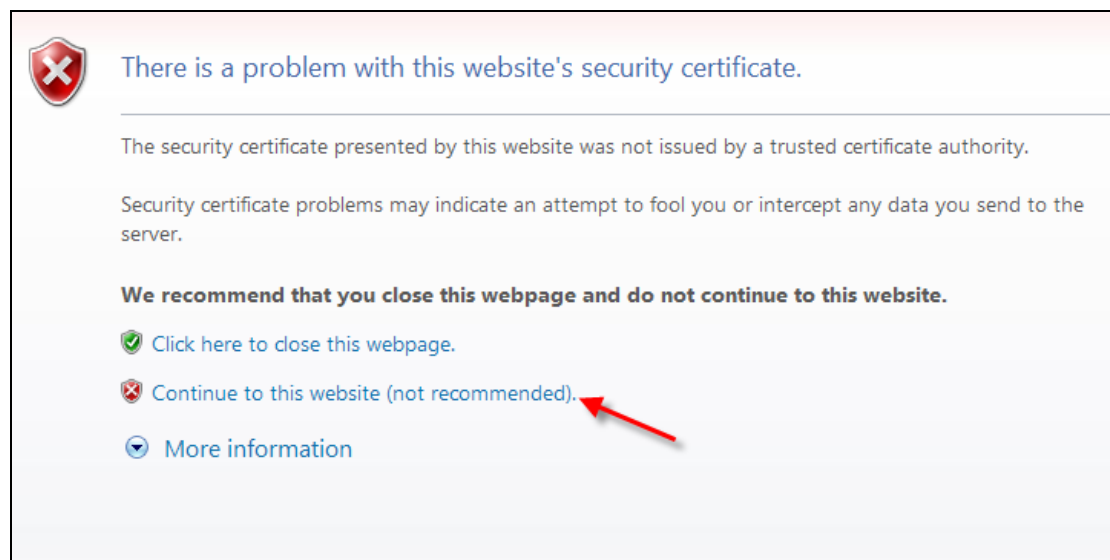 There is a problem with this website's security certificate.
The security certificate presented by this website was not issued by a trusted certificate authority.
Security certificate problems may indicate an attempt to fool you or intercept any data you send to the
server.
We recommend that you close this webpage and do not continue to this website.
Click here to close this webpage.
Continue to this website (not recommended).
More information